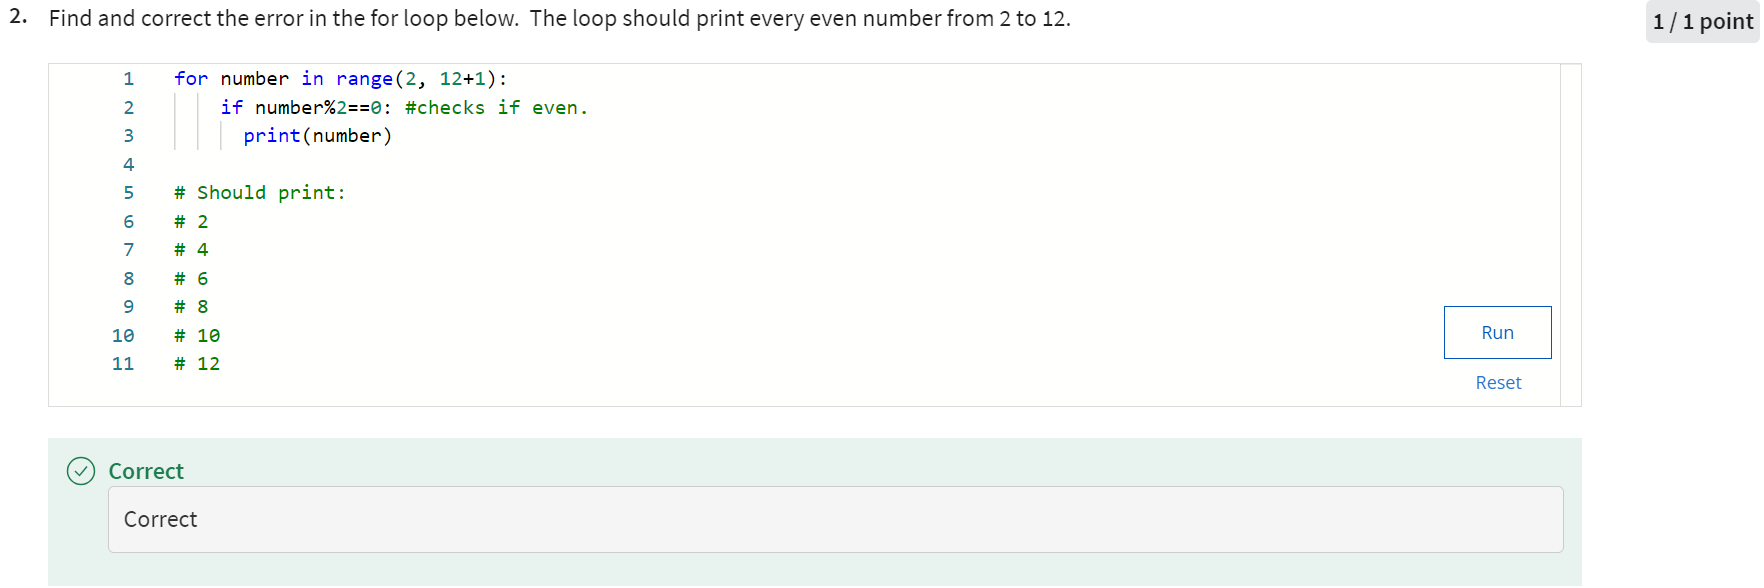 2. Find and correct the error in the for loop below. The loop should print every even number from 2 to 12.
1 / 1 point
1 for number in range(2, 12+1):
2 if number%2==0: #checks if even.
3 print(number)
4
5 # Should print:
6 # 2
7 # 4
8 # 6
9 # 8
10 # 10
11 # 12
Run
Reset
Correct
Correct